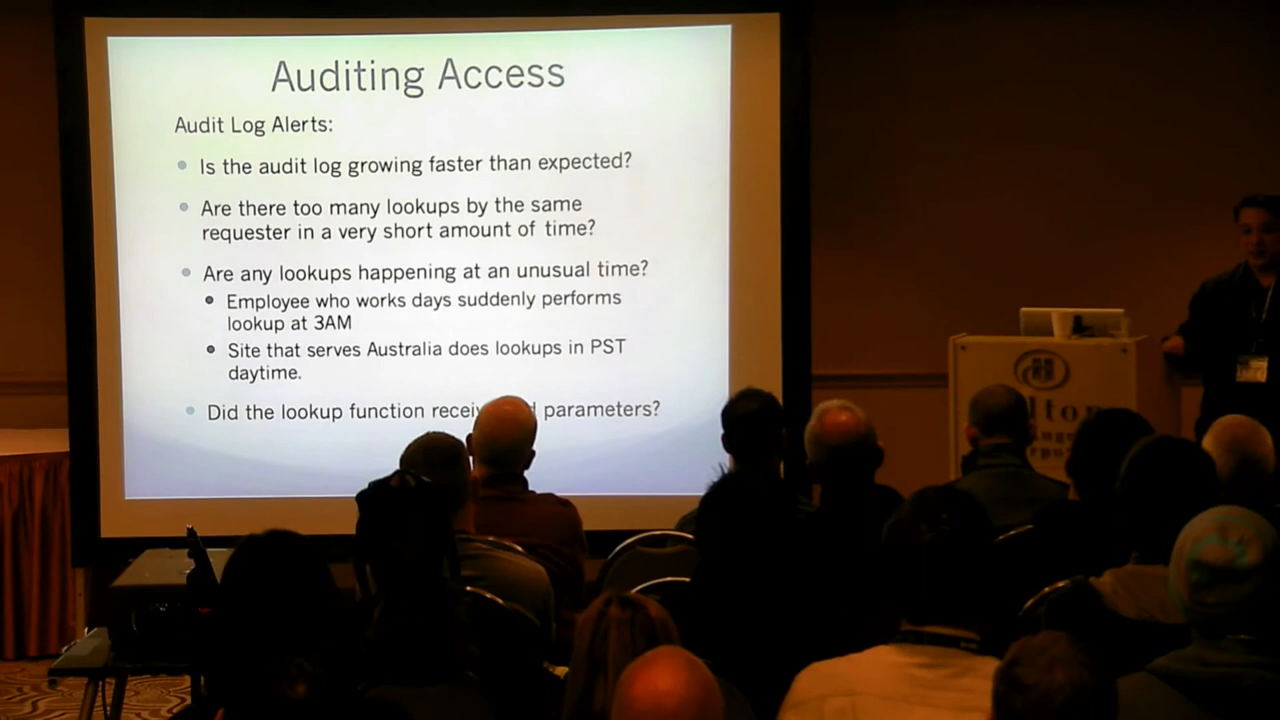 Auditing Access
Audit Log Alerts:
Is the audit log growing faster than expected?
Are there too many lookups by the same
requester in a very short amount of time?
Are any lookups happening at an unusual time?
Employee who works days suddenly performs
lookup at 3AM
Site that serves Australia does lookups in PST
daytime.
Did the lookup function parameters?